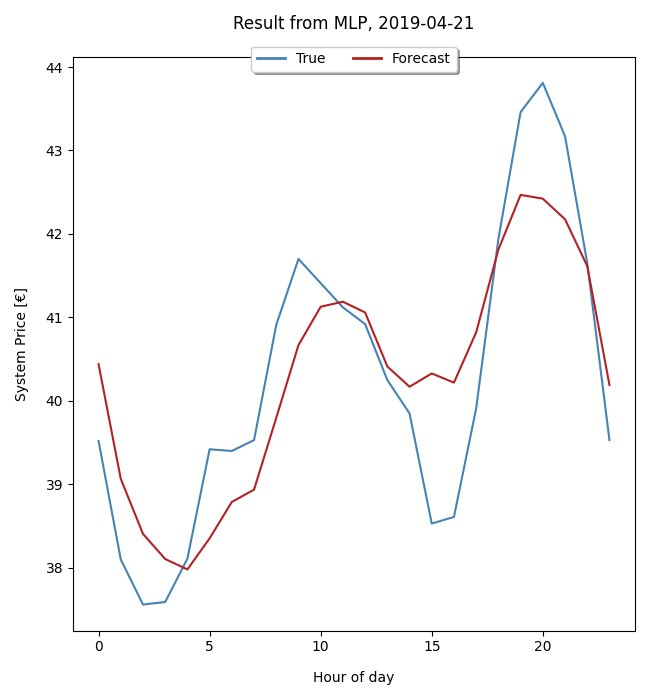 Result from MLP, 2019-04-21
True
Forecast
44
43
42
41
40
39
38
System Price [€]
0
5
10
15
20
Hour of day